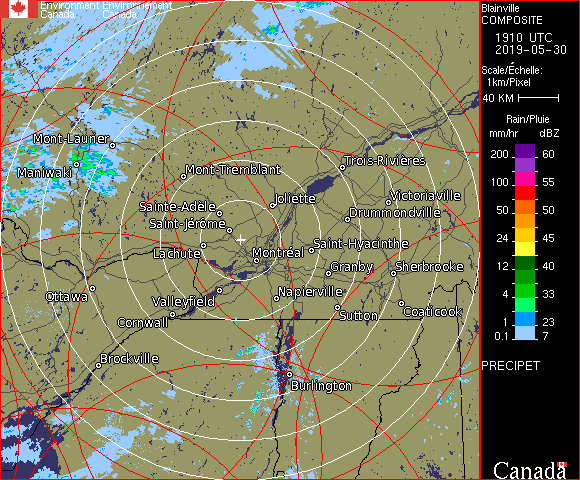 Environment Environnement
Canada Canada
Blainville
COMPOSITE
1910 UTC
2019-05-30
Scale/Échelle:
1km/Pixel
40 KM
Rain/Pluie
mm/hr dBZ
200 60
100 55
50 50
24 45
12 40
4 33
1 23
0.1 7
PRECIPET
Canada
Mont-Laurier
Maniwaki
Mont-Tremblant
Trois-Rivières
Sainte-Adèle
Joliette
Victoriaville
Saint-Jérôme
Drummondville
Lachute
Montréal
Saint-Hyacinthe
Granby
Sherbrooke
Ottawa
Valleyfield
Napierville
Cornwall
Sutton
Coaticook
Brockville
Burlington